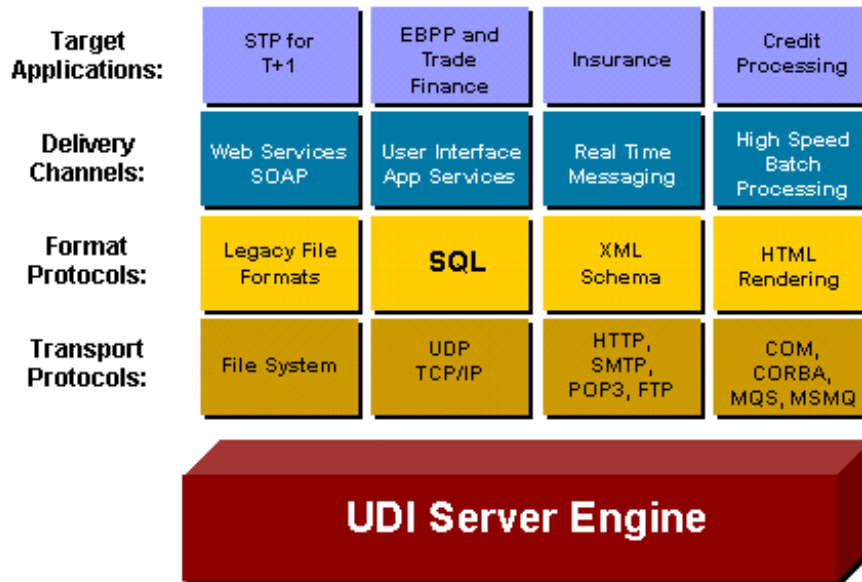 Target
Applications:
STP for
T+1
EBPP and
Trade
Finance
Insurance
Credit
Processing
Delivery
Channels:
Web Services
SOAP
User Interface
App Services
Real Time
Messaging
High Speed
Batch
Processing
Format
Protocols:
Legacy File
Formats
SQL
XML
Schema
HTML
Rendering
Transport
Protocols:
File System
UDP
TCP/IP
HTTP,
SMTP,
POP3, FTP
COM,
CORBA,
MQS, MSMQ
UDI Server Engine